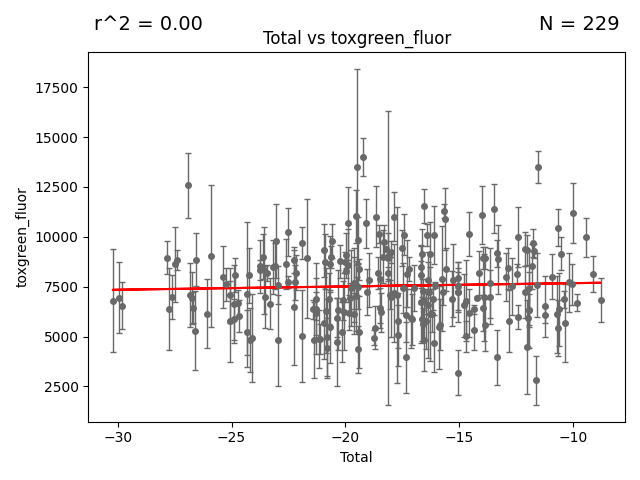 r^2 = 0.00
N = 229
Total vs toxgreen_fluor
17500
15000
12500
10000
7500
5000
2500
toxgreen_fluor
−30
−25
−20
−15
−10
Total